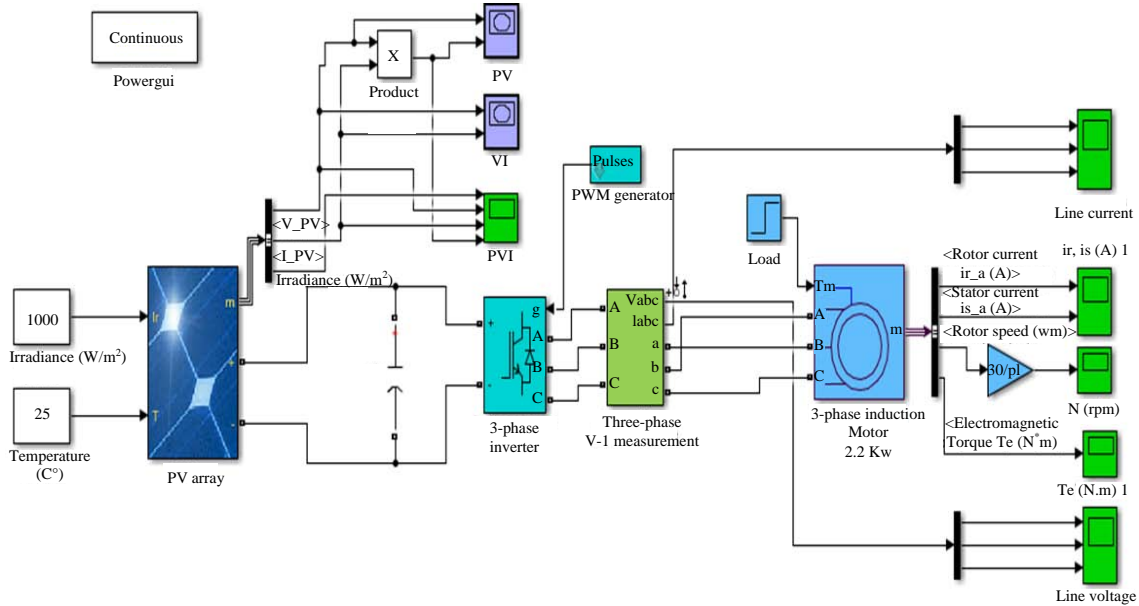 Continuous
Powergui
X
Product
PV
VI
PVI
<V_PV>
<I_PV>
Irradiance (W/m²)
Pulses
PWM generator
Load
Line current
1000
Irradiance (W/m²)
25
Temperature
(C°)
Ir
T
m
+
-
PV array
g
+
-
A
B
C
3-phase
inverter
A
B
C
Vabc
Iabc
a
b
c
Three-phase
V-1 measurement
Tm
A
B
C
m
3-phase induction
Motor
2.2 Kw
<Rotor current
ir_a (A)>
<Stator current
is_a (A)>
<Rotor speed (wm)>
<Electromagnetic
Torque Te (N*m)
ir, is (A) 1
30/pI
N (rpm)
Te (N.m) 1
Line voltage